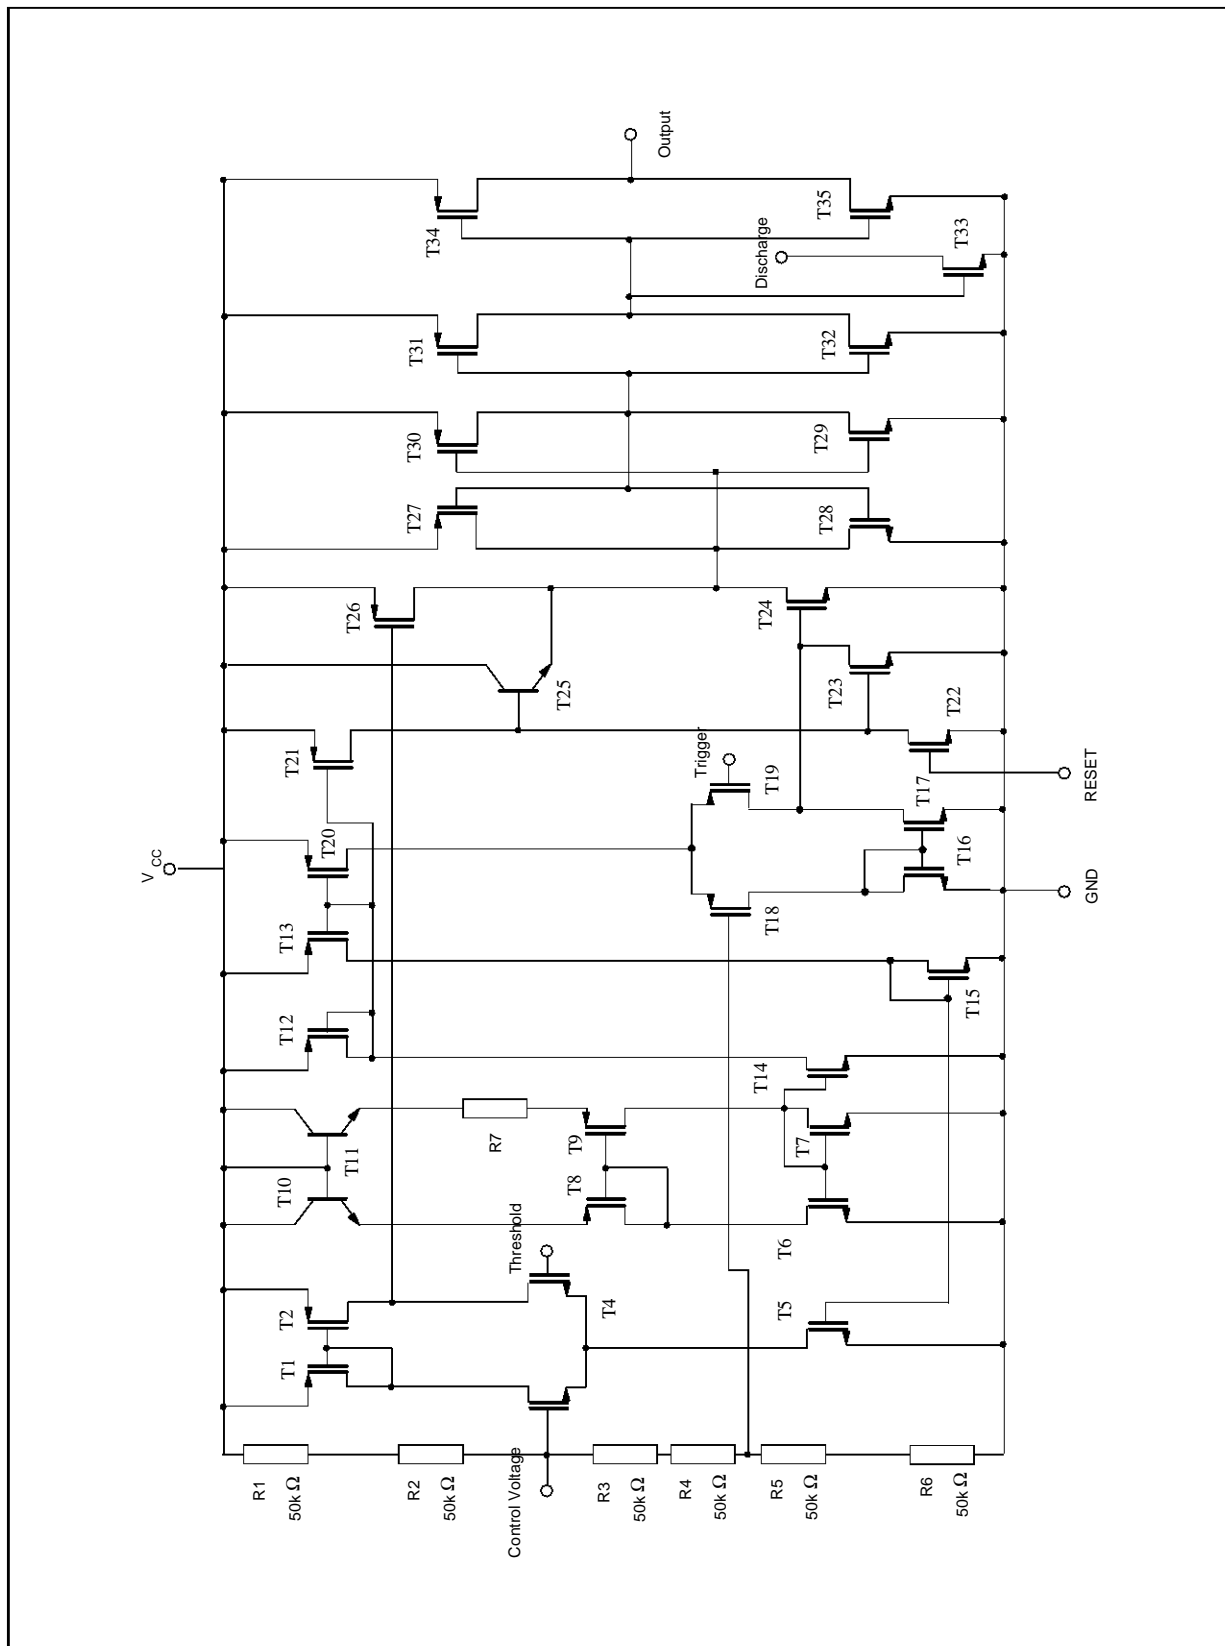 Output
T34
T35
Discharge
T33
T31
T32
T30
T29
T27
T28
T26
T24
T25
T23
T22
T21
Trigger
T19
RESET
T17
T20
V CC
T16
T18
GND
T13
T15
T12
T14
R7
T9
T7
T11
T10
T8
T6
Threshold
T2
T4
T5
T1
Control Voltage
R1
50k Ω
R2
50k Ω
R3
50k Ω
R4
50k Ω
R5
50k Ω
R6
50k Ω